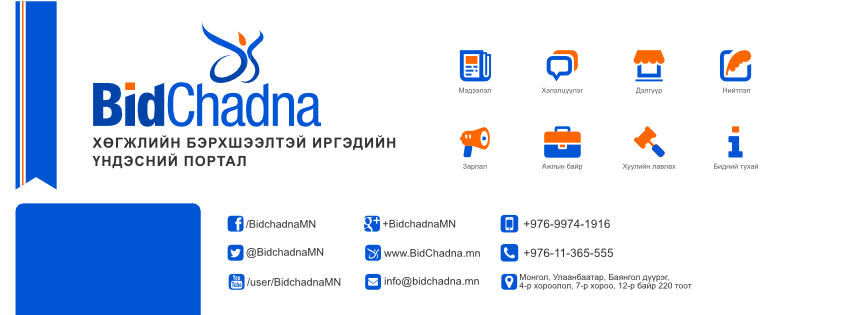 BidChadna
ХӨГЖЛИЙН БЭРХШЭЭЛТЭЙ ИРГЭДИЙН
ҮНДЭСНИЙ ПОРТАЛ
Мэдээлэл
Хэлэлцүүлэг
Дэлгүүр
Нийтлэл
Зарлал
Ажлын байр
Хуулийн лавлах
Бидний тухай
/BidchadnaMN
+BidchadnaMN
+976-9974-1916
@BidchadnaMN
www.BidChadna.mn
+976-11-365-555
You
Tube
/user/BidchadnaMN
info@bidchadna.mn
Монгол, Улаанбаатар, Баянгол дүүрэг,
4-р хороолол, 7-р хороо, 12-р байр 220 тоот